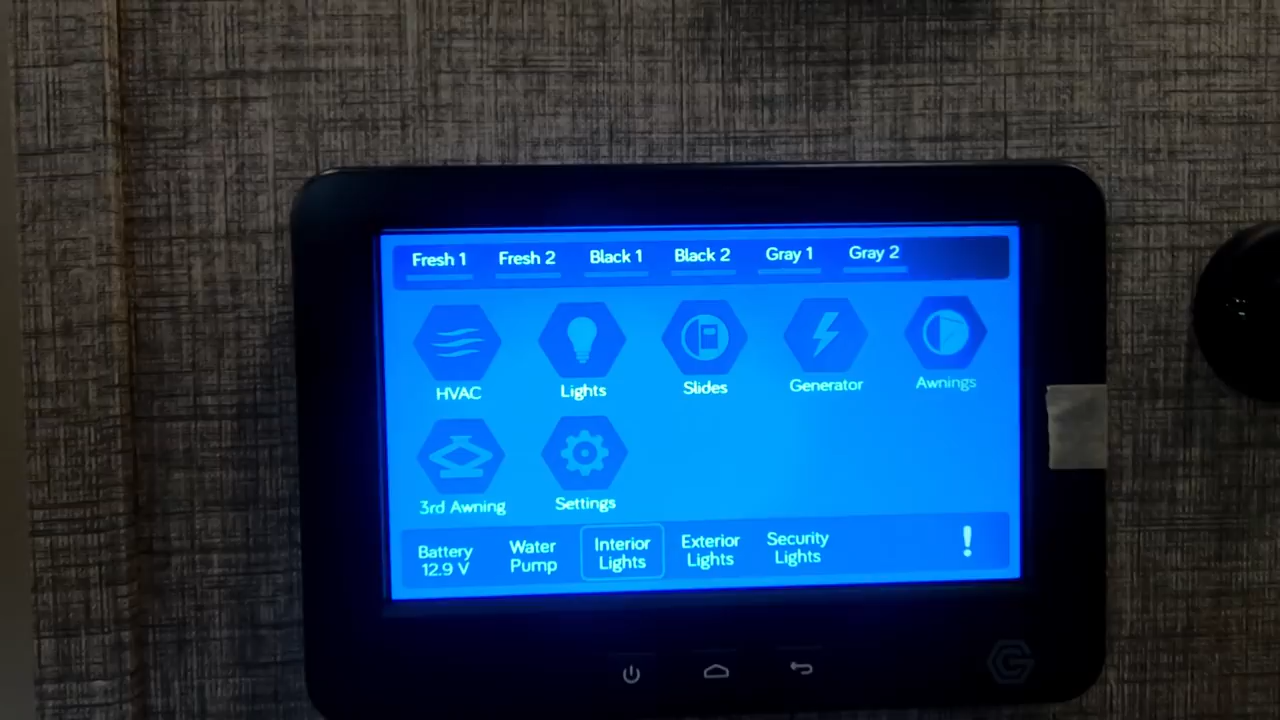 Fresh 1 Fresh 2 Black 1 Black 2 Gray 1 Gray 2
HVAC Lights Slides Generator Awnings
3rd Awning Settings
Battery
12.9 V
Water
Pump
Interior
Lights
Exterior
Lights
Security
Lights
!